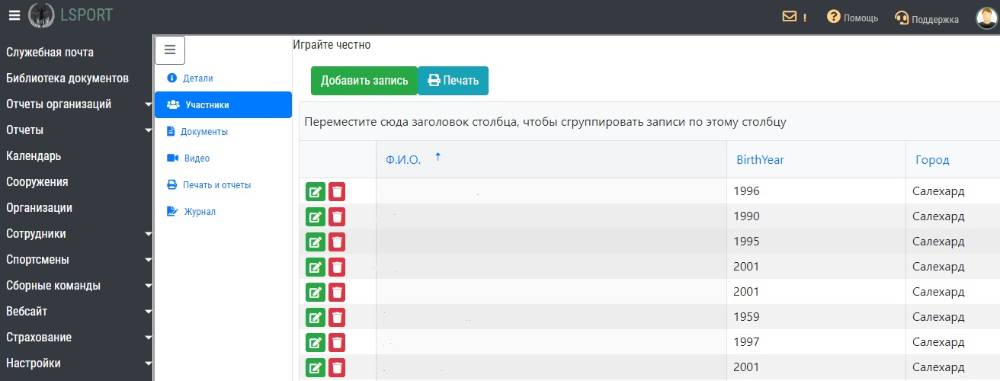 LSPORT
! Помощь Поддержка
Служебная почта
Библиотека документов
Отчеты организаций
Отчеты
Календарь
Сооружения
Организации
Сотрудники
Спортсмены
Сборные команды
Вебсайт
Страхование
Настройки
Детали
Участники
Документы
Видео
Печать и отчеты
Журнал
Играйте честно
Добавить запись Печать
Переместите сюда заголовок столбца, чтобы сгруппировать записи по этому столбцу
Ф.И.О. BirthYear Город
1996 Салехард
1990 Салехард
1995 Салехард
2001 Салехард
2001 Салехард
1959 Салехард
1997 Салехард
2001 Салехард